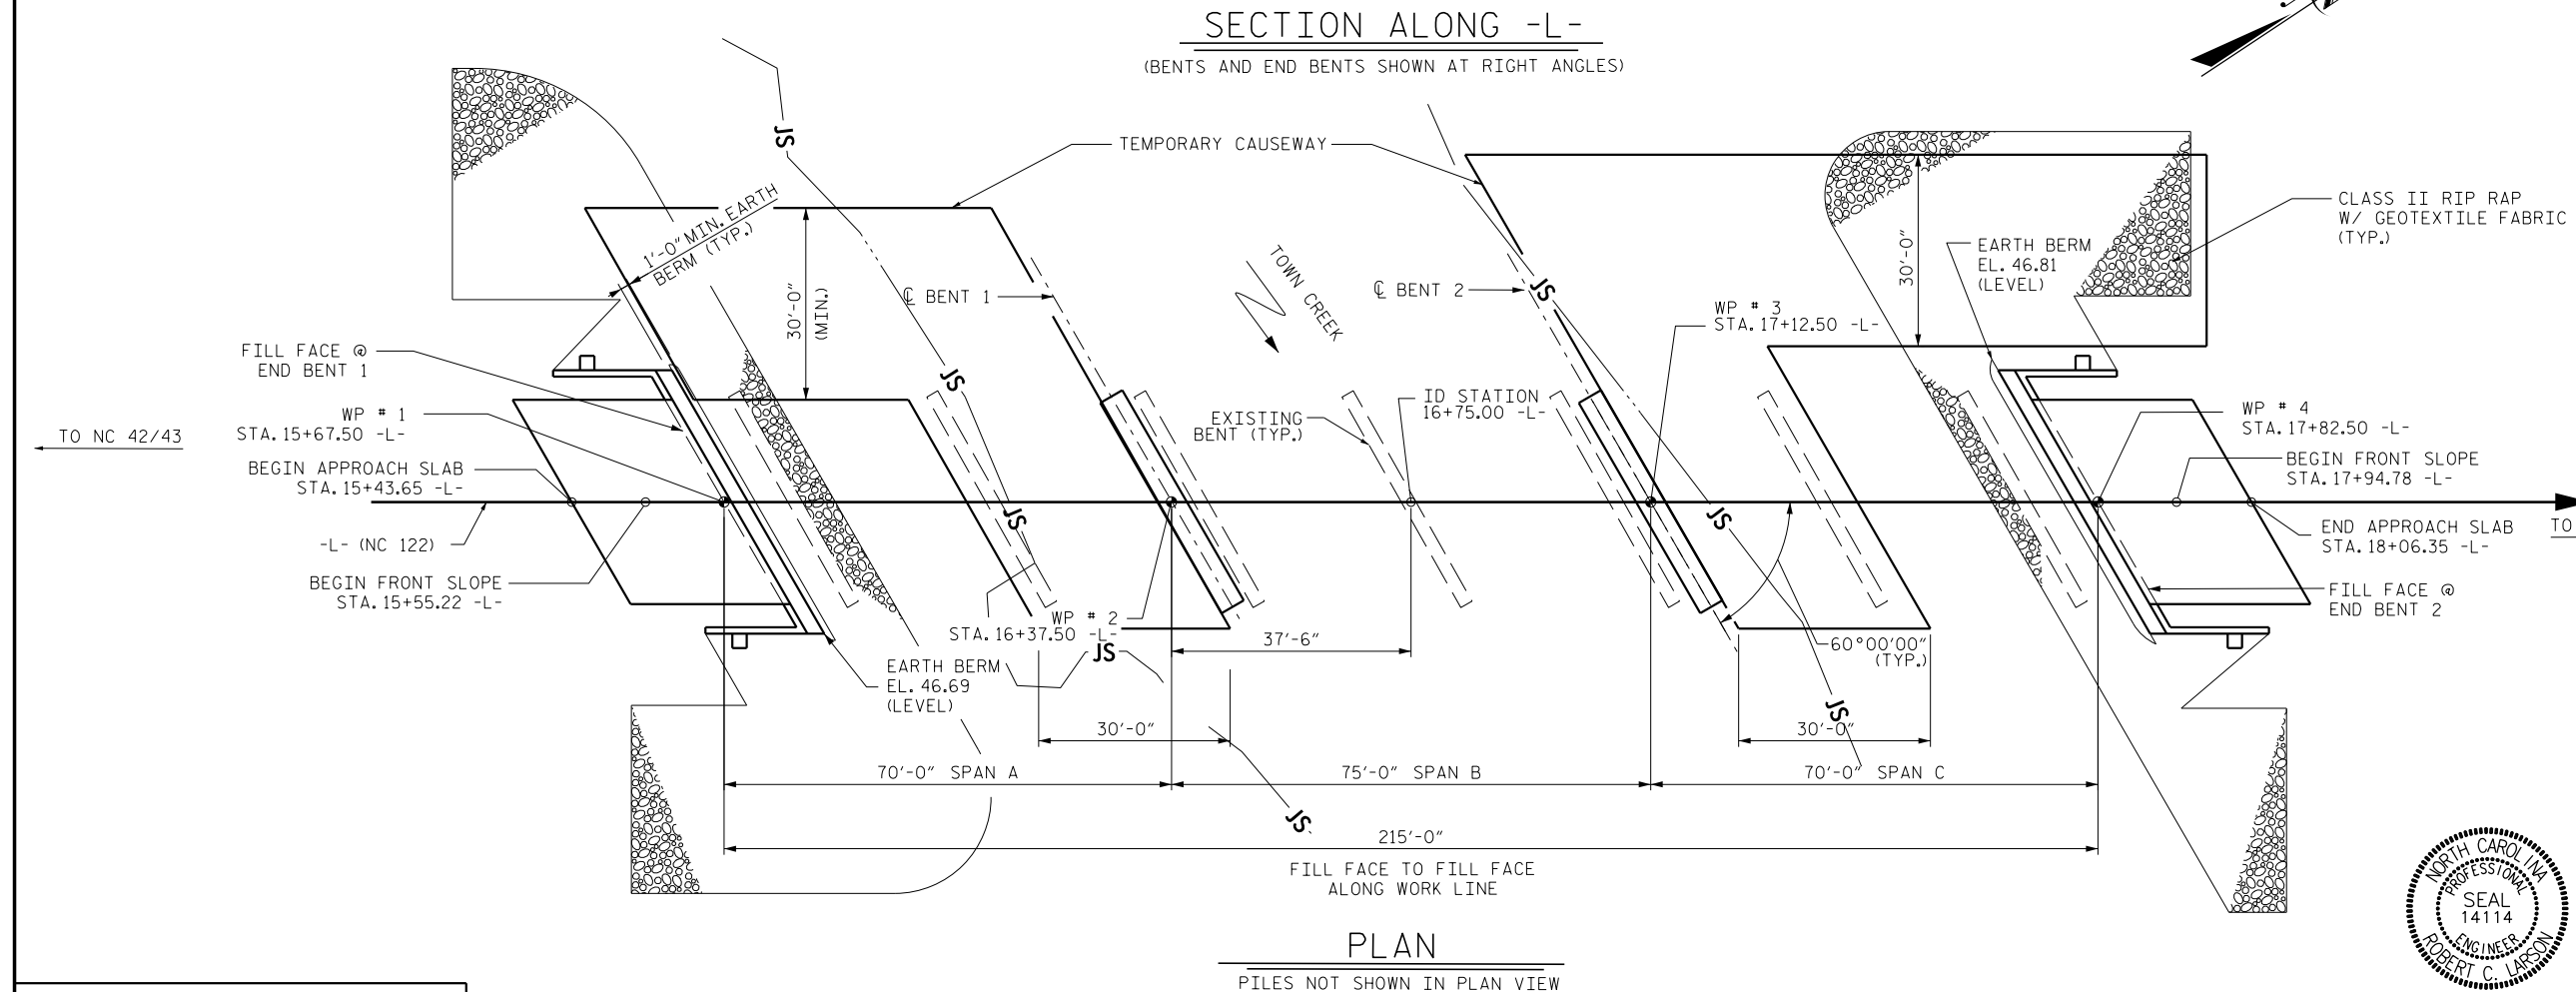 SECTION ALONG -L-
(BENTS AND END BENTS SHOWN AT RIGHT ANGLES)
JS
TEMPORARY CAUSEWAY
1'-0" MIN. EARTH
BERM (TYP.)
30'-0"
(MIN.)
℄ BENT 1
TOWN CREEK
℄ BENT 2
JS
30'-0"
EARTH BERM
EL. 46.81
(LEVEL)
CLASS II RIP RAP
W/ GEOTEXTILE FABRIC
(TYP.)
WP # 3
STA. 17+12.50 -L-
FILL FACE @
END BENT 1
JS
WP # 1
STA. 15+67.50 -L-
EXISTING
BENT (TYP.)
ID STATION
16+75.00 -L-
WP # 4
STA. 17+82.50 -L-
TO NC 42/43
BEGIN APPROACH SLAB
STA. 15+43.65 -L-
BEGIN FRONT SLOPE
STA. 17+94.78 -L-
JS
JS
-L- (NC 122)
END APPROACH SLAB
STA. 18+06.35 -L-
TO
BEGIN FRONT SLOPE
STA. 15+55.22 -L-
FILL FACE @
END BENT 2
WP # 2
STA. 16+37.50 -L-
JS
37'-6"
60°00'00"
(TYP.)
EARTH BERM
EL. 46.69
(LEVEL)
JS
30'-0"
30'-0"
70'-0" SPAN A
75'-0" SPAN B
70'-0" SPAN C
JS
215'-0"
FILL FACE TO FILL FACE
ALONG WORK LINE
NORTH CAROLINA
PROFESSIONAL
SEAL
14114
ENGINEER
ROBERT C. LARSON
PLAN
PILES NOT SHOWN IN PLAN VIEW